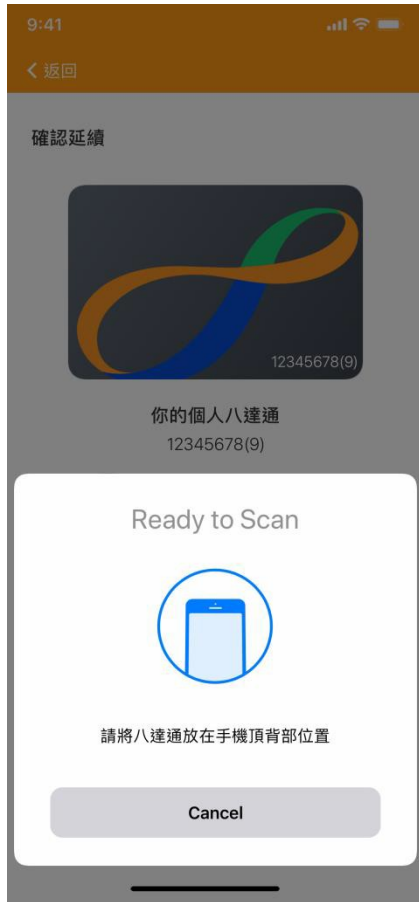 9:41
返回
確認延續
12345678(9)
你的個人八達通
12345678(9)
Ready to Scan
請將八達通放在手機頂背部位置
Cancel